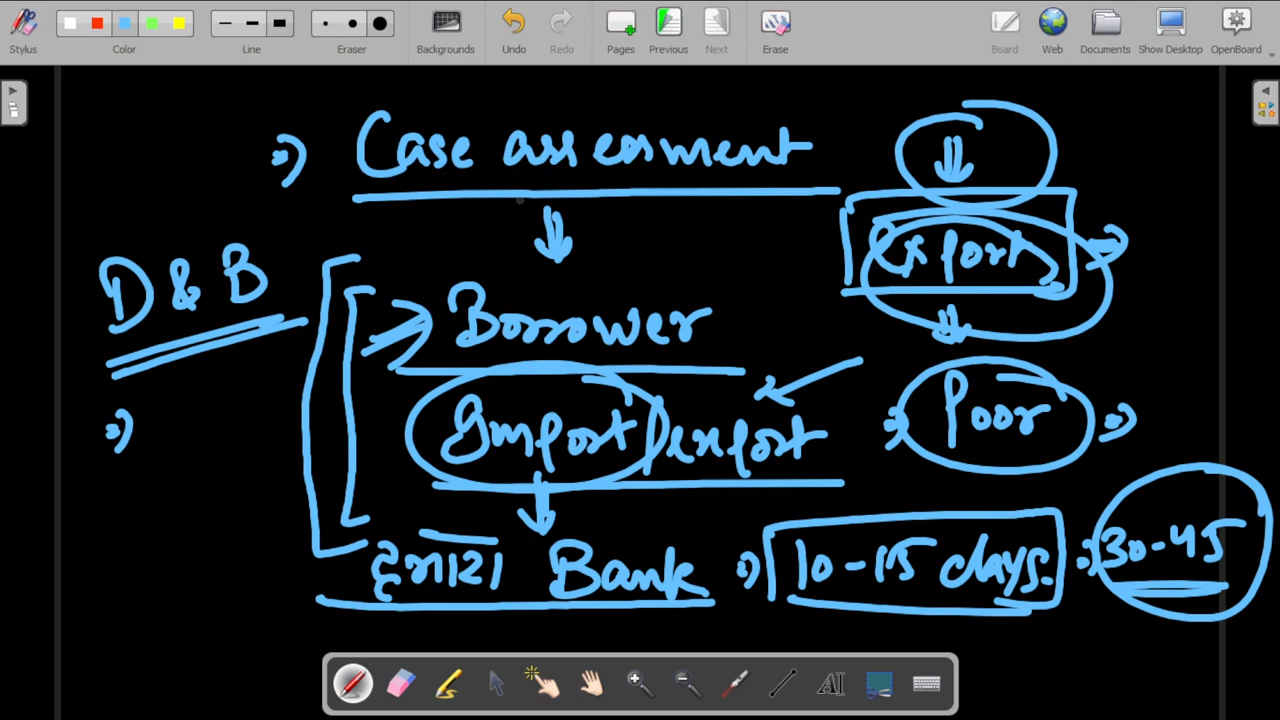 Stylus Color Line Eraser Backgrounds Undo Redo Pages Previous Next Erase Board Web Documents Show Desktop OpenBoard
Case assessment
Export
D & B
Borrower
Import/export
Poor
हमारा Bank
10-15 days.
30-45